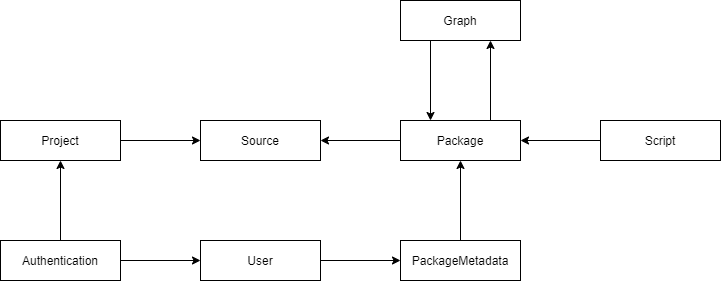 Graph
Project
Source
Package
Script
Authentication
User
PackageMetadata